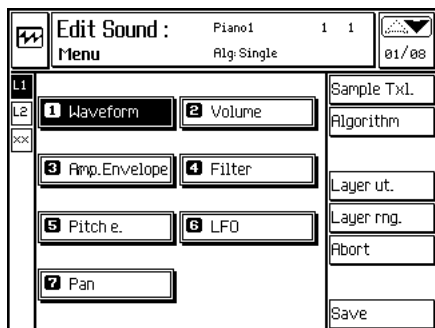 Edit Sound : Piano1 1 1
Menu Alg: Single 01/08
L1
L2
xx
1 Waveform 2 Volume
3 Amp.Envelope 4 Filter
5 Pitch e. 6 LFO
7 Pan
Sample Txl.
Algorithm
Layer ut.
Layer rng.
Abort
Save